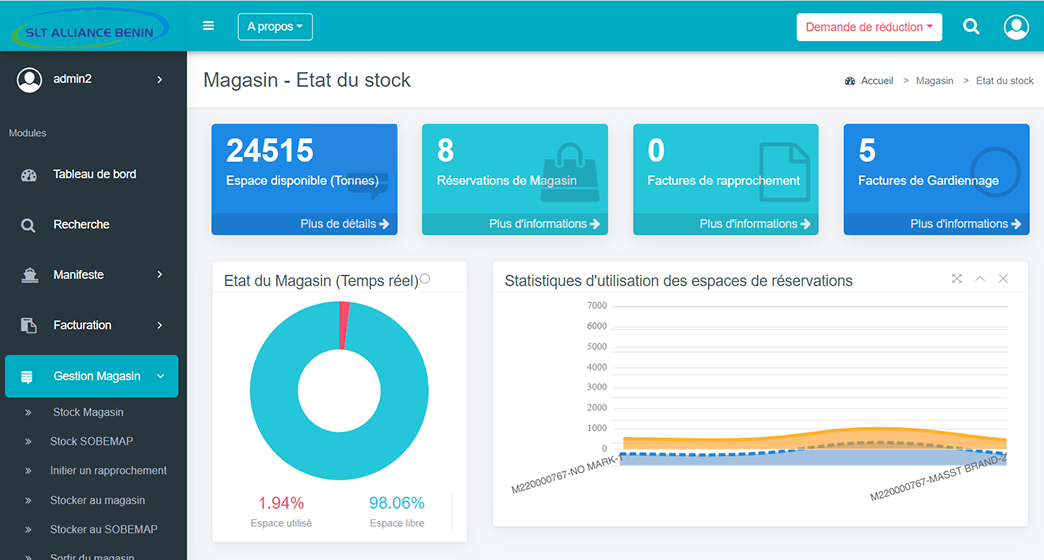 SLT ALLIANCE BENIN
A propos
Demande de réduction
admin2
Magasin - Etat du stock
Accueil > Magasin > Etat du stock
Modules
Tableau de bord
Recherche
Manifeste
Facturation
Gestion Magasin
Stock Magasin
Stock SOBEMAP
Initier un rapprochement
Stocker au magasin
Stocker au SOBEMAP
Sortir du magasin
24515
Espace disponible (Tonnes)
Plus de détails
8
Réservations de Magasin
Plus d'informations
0
Factures de rapprochement
Plus d'informations
5
Factures de Gardiennage
Plus d'informations
Etat du Magasin (Temps réel)
1.94%
Espace utilisé
98.06%
Espace libre
Statistiques d'utilisation des espaces de réservations
7000
6000
5000
4000
3000
2000
1000
0
M220000767-NO MARK-1
M220000767-MASST BRAND-2